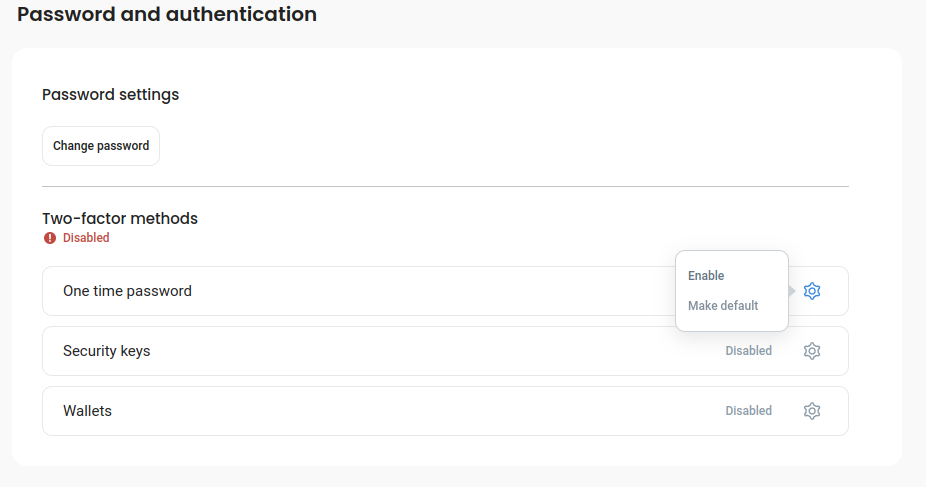 Password and authentication
Password settings
Change password
Two-factor methods
Disabled
One time password
Enable
Make default
Security keys
Disabled
Wallets
Disabled